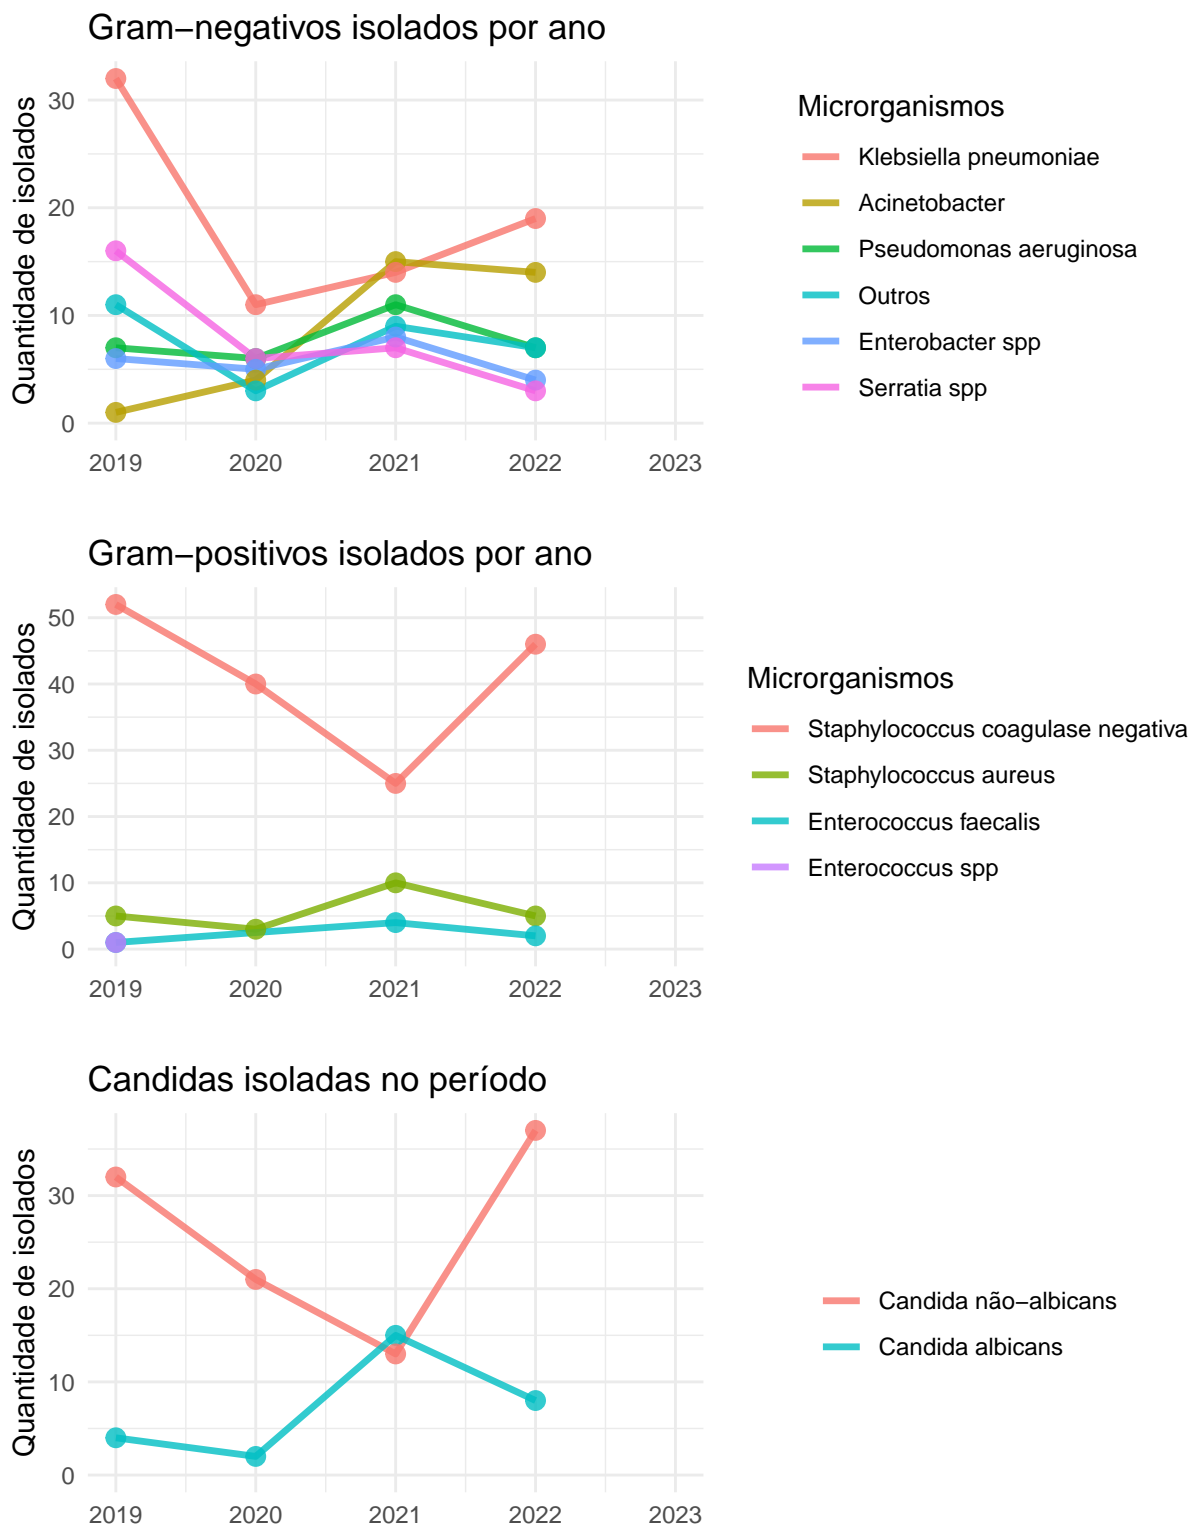 Gram−negativos isolados por ano
Quantidade de isolados
30
20
10
0
2019 2020 2021 2022 2023
Microrganismos
Klebsiella pneumoniae
Acinetobacter
Pseudomonas aeruginosa
Outros
Enterobacter spp
Serratia spp
Gram−positivos isolados por ano
Quantidade de isolados
50
40
30
20
10
0
2019 2020 2021 2022 2023
Microrganismos
Staphylococcus coagulase negativa
Staphylococcus aureus
Enterococcus faecalis
Enterococcus spp
Candidas isoladas no período
Quantidade de isolados
30
20
10
0
2019 2020 2021 2022 2023
Candida não−albicans
Candida albicans